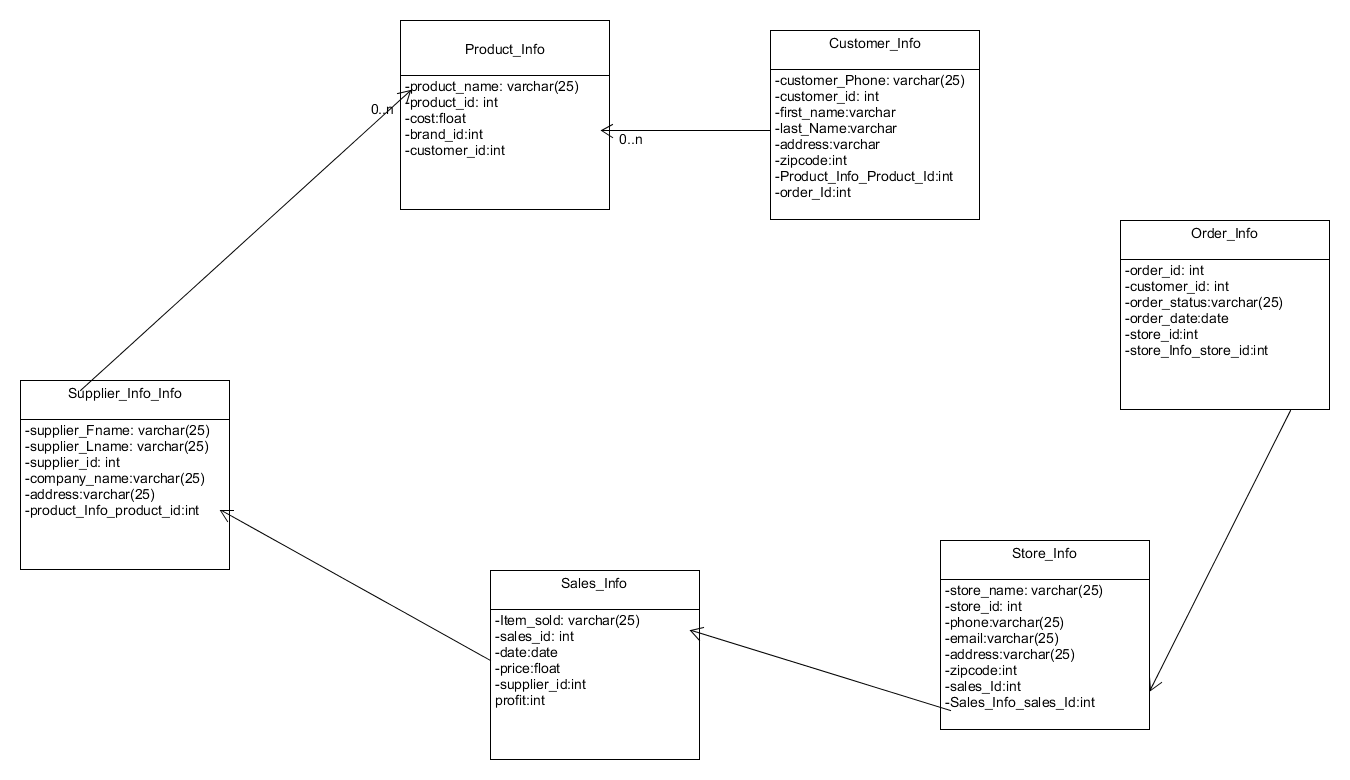 Product_Info
-product_name: varchar(25)
-product_id: int
-cost:float
-brand_id:int
-customer_id:int
0..n
Customer_Info
-customer_Phone: varchar(25)
-customer_id: int
-first_name:varchar
-last_Name:varchar
-address:varchar
-zipcode:int
-Product_Info_Product_Id:int
-order_Id:int
0..n
Order_Info
-order_id: int
-customer_id: int
-order_status:varchar(25)
-order_date:date
-store_id:int
-store_Info_store_id:int
Supplier_Info_Info
-supplier_Fname: varchar(25)
-supplier_Lname: varchar(25)
-supplier_id: int
-company_name:varchar(25)
-address:varchar(25)
-product_Info_product_id:int
Sales_Info
-Item_sold: varchar(25)
-sales_id: int
-date:date
-price:float
-supplier_id:int
profit:int
Store_Info
-store_name: varchar(25)
-store_id: int
-phone:varchar(25)
-email:varchar(25)
-address:varchar(25)
-zipcode:int
-sales_Id:int
-Sales_Info_sales_Id:int